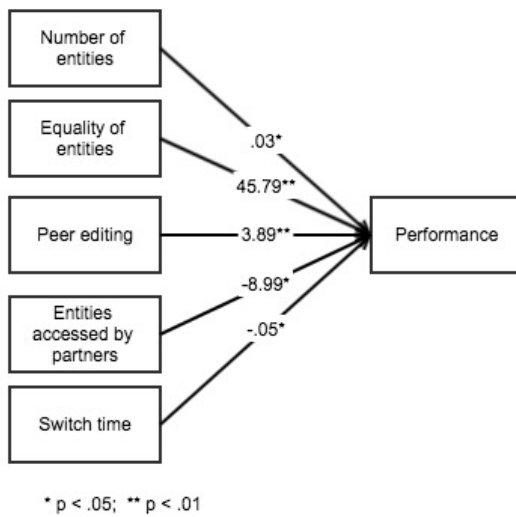 Number of
entities
.03*
Equality of
entities
45.79**
Peer editing
3.89**
Performance
Entities
accessed by
partners
-8.99*
-.05*
Switch time
* p < .05; ** p < .01